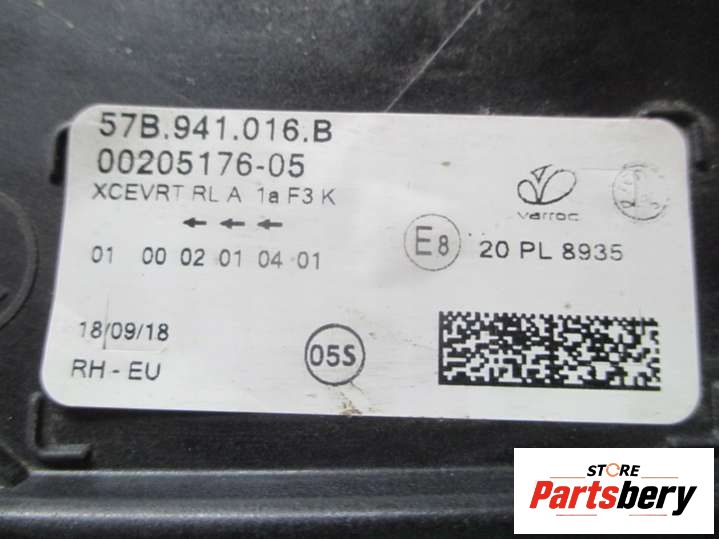 57B.941.016.B
00205176-05
XCEVRT RL A 1a F3 K
varroc
← ← ←
E8 20 PL 8935
01 00 02 01 04 01
18/09/18
05S
RH - EU
STORE
Partsbery